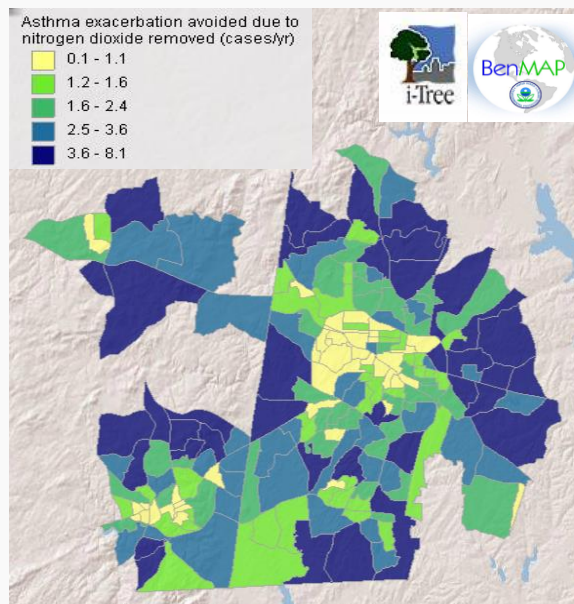 Asthma exacerbation avoided due to
nitrogen dioxide removed (cases/yr)
0.1 - 1.1
1.2 - 1.6
1.6 - 2.4
2.5 - 3.6
3.6 - 8.1
i-Tree
BenMAP